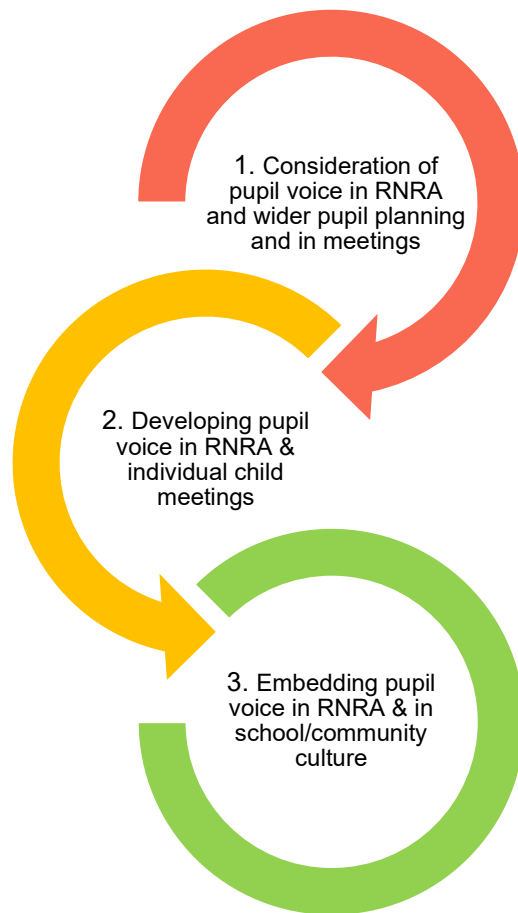 1. Consideration of
pupil voice in RNRA
and wider pupil planning
and in meetings
2. Developing pupil
voice in RNRA &
individual child
meetings
3. Embedding pupil
voice in RNRA & in
school/community
culture